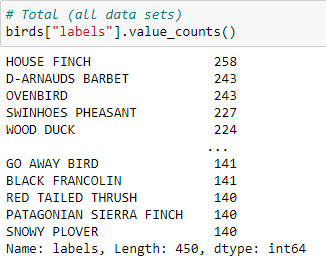 # Total (all data sets)
birds["labels"].value_counts()
HOUSE FINCH 258
D-ARNAUDS BARBET 243
OVENBIRD 243
SWINHOES PHEASANT 227
WOOD DUCK 224
...
GO AWAY BIRD 141
BLACK FRANCOLIN 141
RED TAILED THRUSH 140
PATAGONIAN SIERRA FINCH 140
SNOWY PLOVER 140
Name: labels, Length: 450, dtype: int64